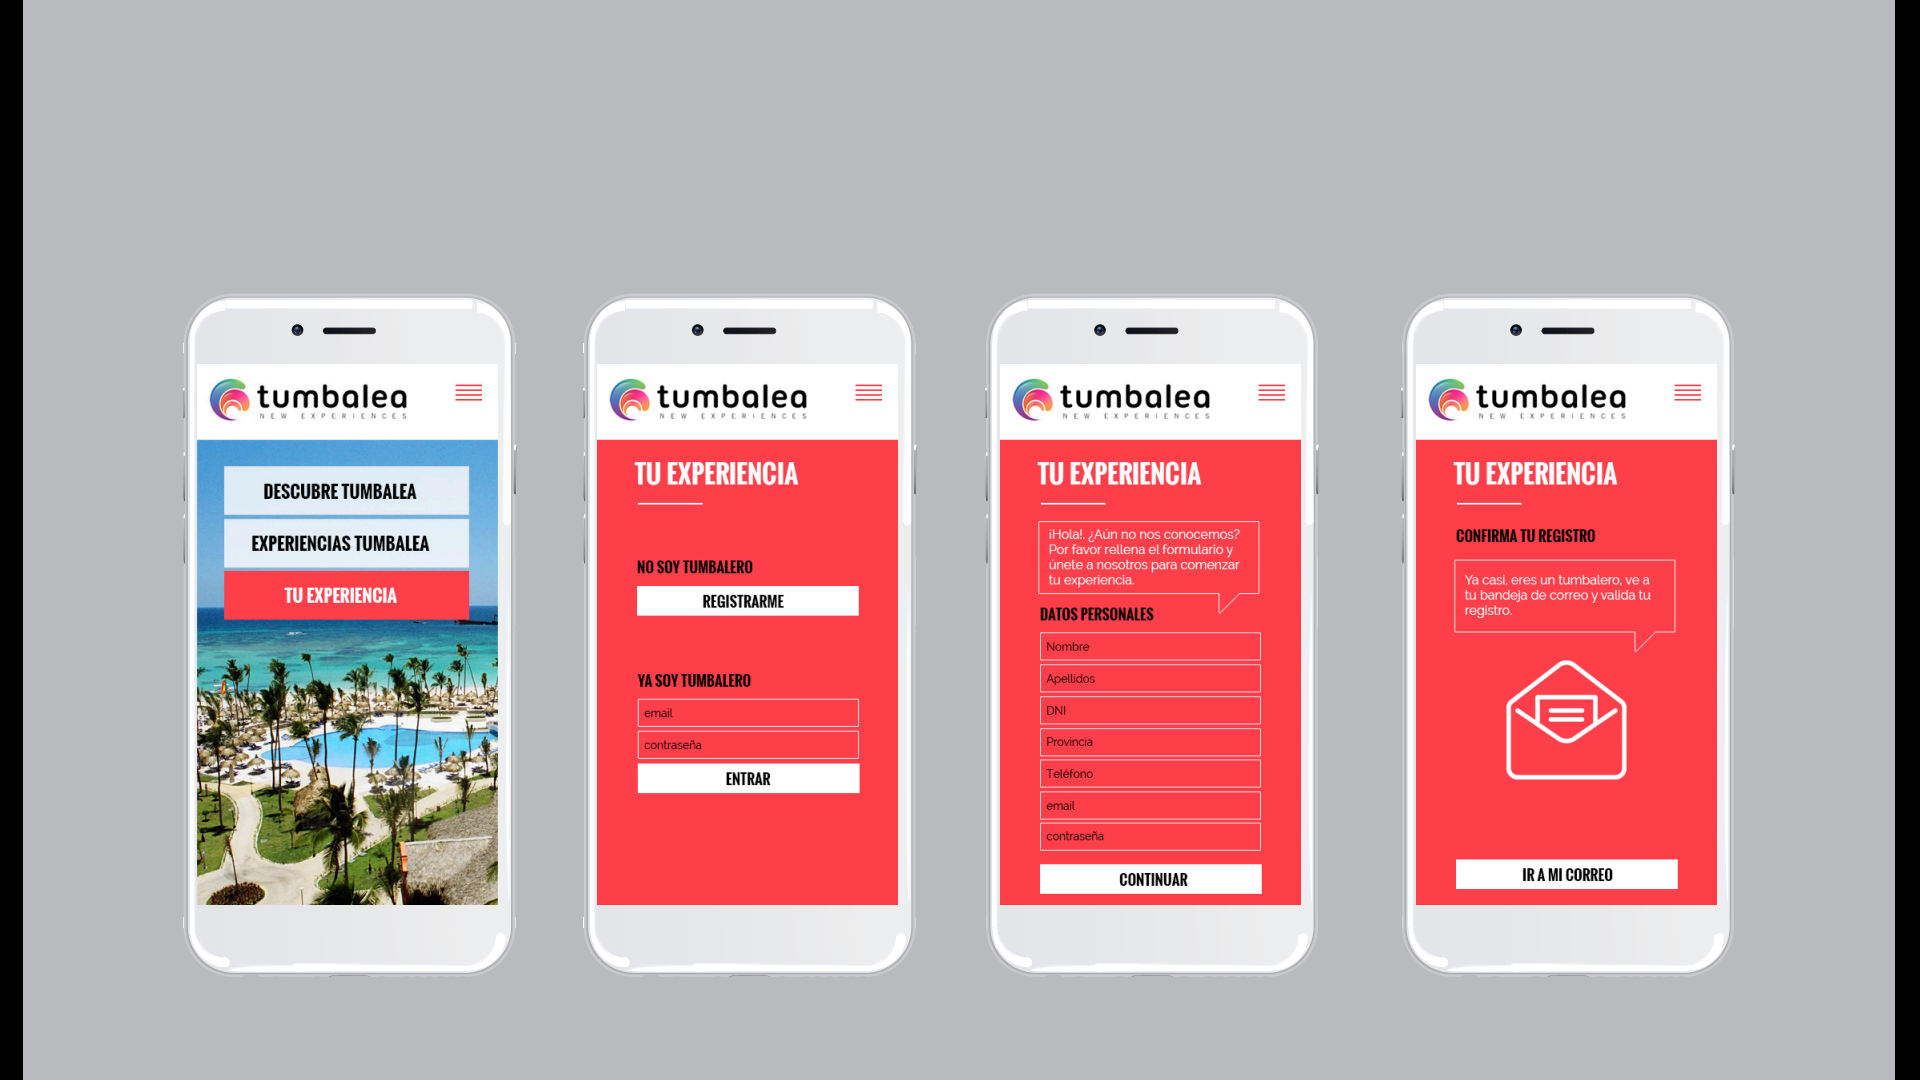 tumbalea
NEW EXPERIENCES
DESCUBRE TUMBALEA
EXPERIENCIAS TUMBALEA
TU EXPERIENCIA
tumbalea
NEW EXPERIENCES
TU EXPERIENCIA
NO SOY TUMBALERO
REGISTRARME
YA SOY TUMBALERO
email
contraseña
ENTRAR
tumbalea
NEW EXPERIENCES
TU EXPERIENCIA
¡Hola!. ¿Aún no nos conocemos?
Por favor rellena el formulario y
únete a nosotros para comenzar
tu experiencia.
DATOS PERSONALES
Nombre
Apellidos
DNI
Provincia
Teléfono
email
contraseña
CONTINUAR
tumbalea
NEW EXPERIENCES
TU EXPERIENCIA
CONFIRMA TU REGISTRO
Ya casi, eres un tumbalero, ve a
tu bandeja de correo y valida tu
registro.
IR A MI CORREO